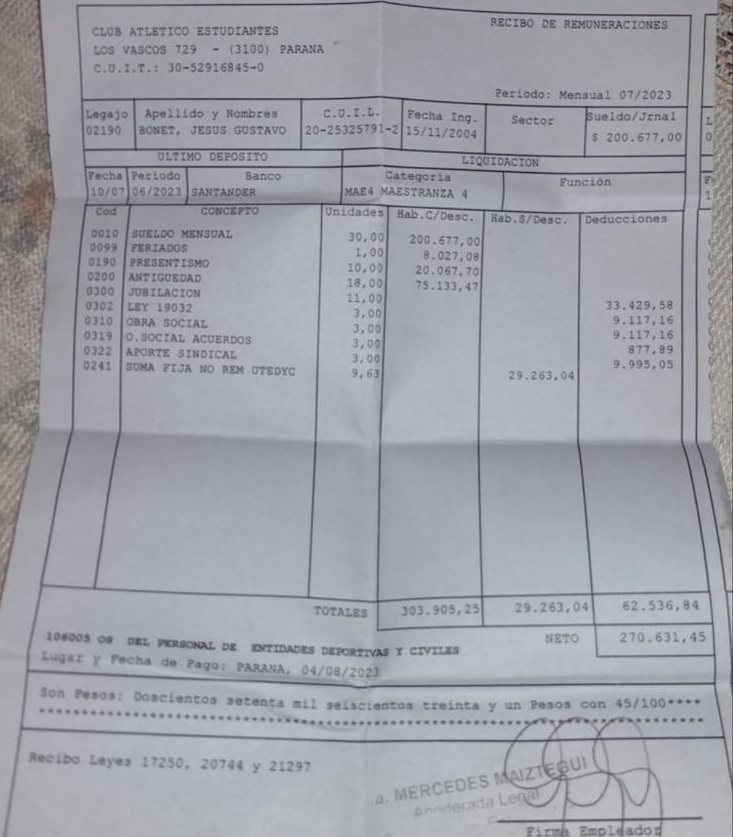 CLUB ATLETICO ESTUDIANTES
RECIBO DE REMUNERACIONES
LOS VASCOS 729 - (3100) PARANA
C.U.I.T.: 30-52916845-0
Periodo: Mensual 07/2023
Legajo Apellido y Nombres C.U.I.L. Fecha Ing. Sector Sueldo/Jrnal
02190 BONET, JESUS GUSTAVO 20-25325791-2 15/11/2004 $ 200.677,00
ULTIMO DEPOSITO LIQUIDACION
Fecha Periodo Banco Categoria Función
10/07 06/2023 SANTANDER MAE4 MAESTRANZA 4
Cod CONCEPTO Unidades Hab.C/Desc. Hab.S/Desc. Deducciones
0010 SUELDO MENSUAL 30,00 200.677,00
0099 FERIADOS 1,00 8.027,08
0190 PRESENTISMO 10,00 20.067,70
0200 ANTIGUEDAD 18,00 75.133,47
0300 JUBILACION 11,00 33.429,58
0302 LEY 19032 3,00 9.117,16
0310 OBRA SOCIAL 3,00 9.117,16
0319 O.SOCIAL ACUERDOS 3,00 877,89
0322 APORTE SINDICAL 3,00 9.995,05
0241 SUMA FIJA NO REM UTEDYC 9,63 29.263,04
TOTALES 303.905,25 29.263,04 62.536,84
106005 OS DEL PERSONAL DE ENTIDADES DEPORTIVAS Y CIVILES NETO 270.631,45
Lugar y Fecha de Pago: PARANA, 04/08/2023
Son Pesos: Doscientos setenta mil seiscientos treinta y un Pesos con 45/100****
Recibo Leyes 17250, 20744 y 21297
a. MERCEDES MAIZTEGUI
Apoderada Legal
Firma Empleador